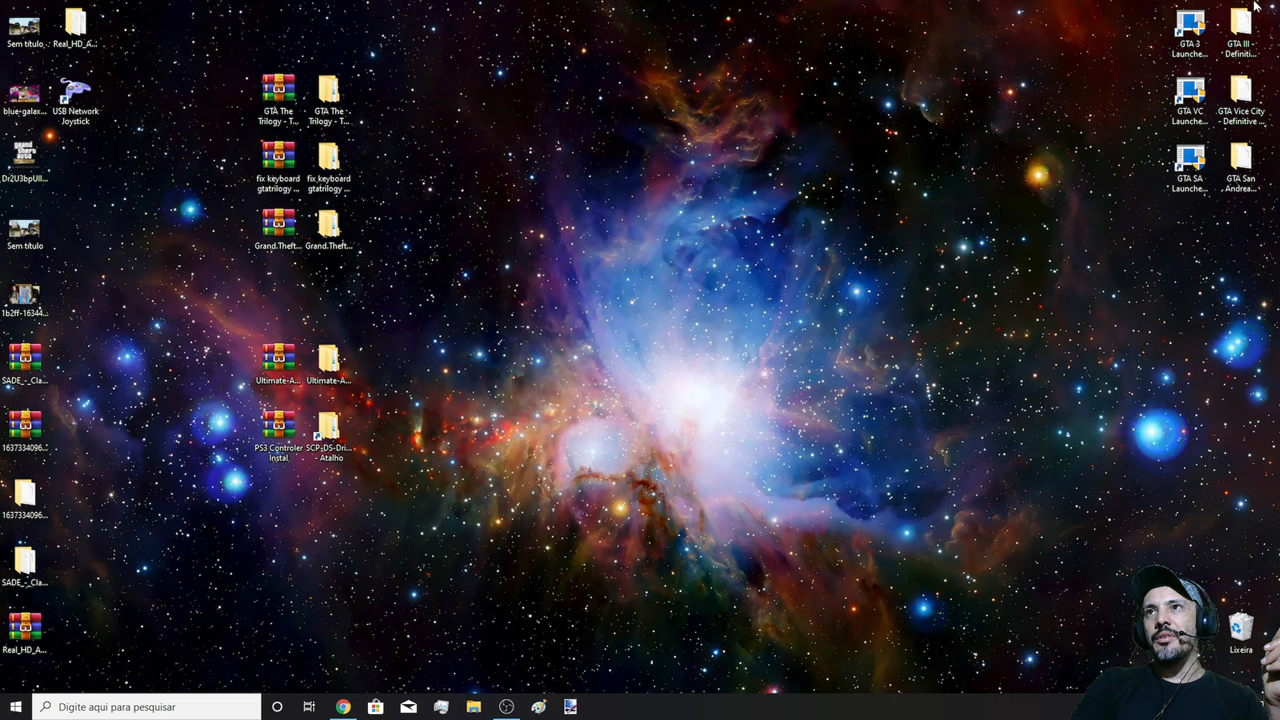 Sem título
Real_HD_A...
blue-galax...
USB Network
Joystick
Dr2U3bpUII...
Sem título
1b2ff-16344...
SADE_-_Cla...
1637334096...
1637334096...
SADE_-_Cla...
Real_HD_A...
GTA The
Trilogy - T...
GTA The
Trilogy - T...
fix keyboard
gtatrilogy ...
fix keyboard
gtatrilogy ...
Grand.Theft...
Grand.Theft...
Ultimate-A...
Ultimate-A...
PS3 Controler
Instal
SCP-DS-Dri...
- Atalho
GTA 3
Launche...
GTA III
Definiti...
GTA VC
Launche...
GTA Vice City
- Definitive ...
GTA SA
Launche...
GTA San
Andrea...
Lixeira
Digite aqui para pesquisar